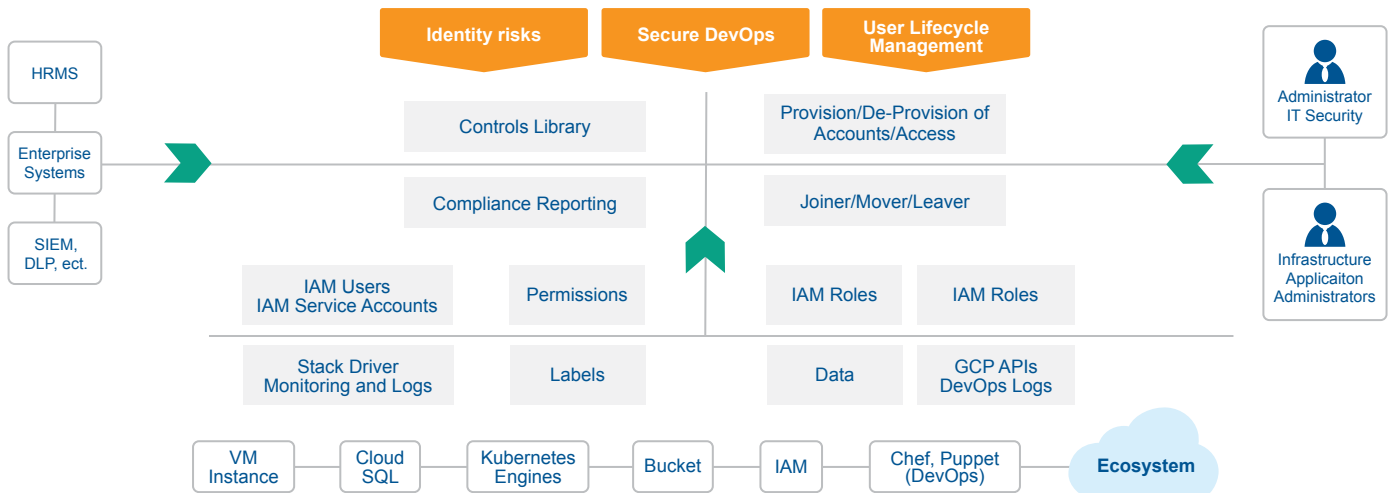 Identity risks
Secure DevOps
User Lifecycle
Management
HRMS
Enterprise
Systems
SIEM,
DLP, ect.
Controls Library
Provision/De-Provision of
Accounts/Access
Compliance Reporting
Joiner/Mover/Leaver
Administrator
IT Security
Infrastructure
Applicaiton
Administrators
IAM Users
IAM Service Accounts
Permissions
IAM Roles
IAM Roles
Stack Driver
Monitoring and Logs
Labels
Data
GCP APIs
DevOps Logs
VM
Instance
Cloud
SQL
Kubernetes
Engines
Bucket
IAM
Chef, Puppet
(DevOps)
Ecosystem